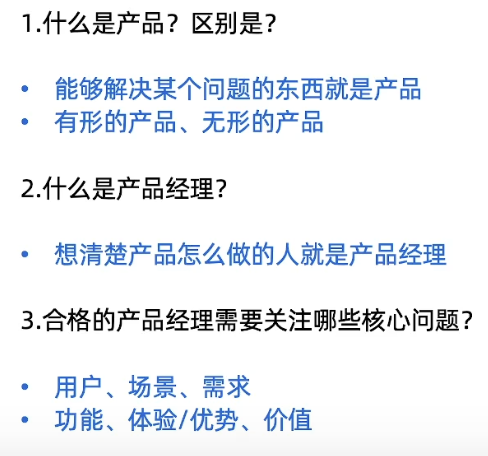 1.什么是产品？区别是？
• 能够解决某个问题的东西就是产品
• 有形的产品、无形的产品
2.什么是产品经理？
• 想清楚产品怎么做的人就是产品经理
3.合格的产品经理需要关注哪些核心问题？
• 用户、场景、需求
• 功能、体验/优势、价值